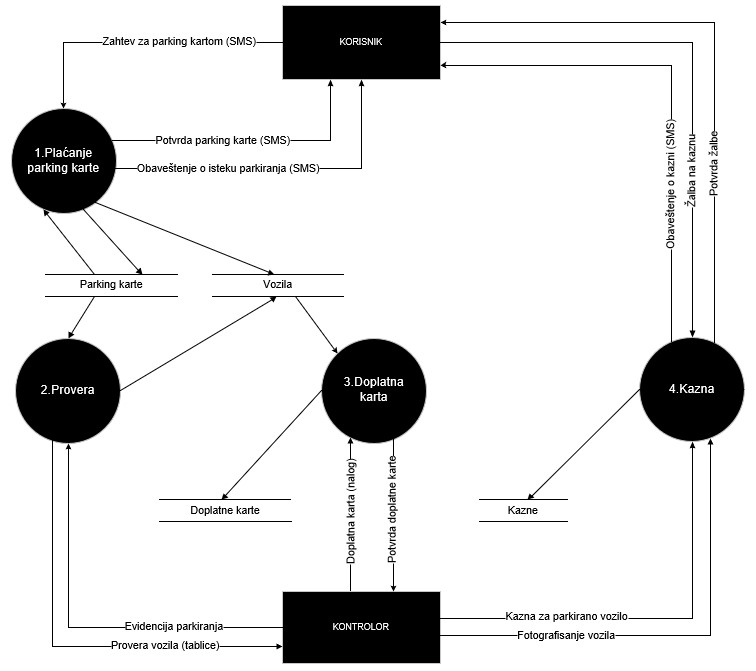 KORISNIK
Zahtev za parking kartom (SMS)
1.Plaćanje
parking karte
Potvrda parking karte (SMS)
Obaveštenje o isteku parkiranja (SMS)
Obaveštenje o kazni (SMS)
Žalba na kaznu
Potvrda žalbe
Parking karte
Vozila
2.Provera
3.Doplatna
karta
4.Kazna
Doplatne karte
Doplatna karta (nalog)
Potvrda doplatne karte
Kazne
Evidencija parkiranja
Provera vozila (tablice)
KONTROLOR
Kazna za parkirano vozilo
Fotografisanje vozila